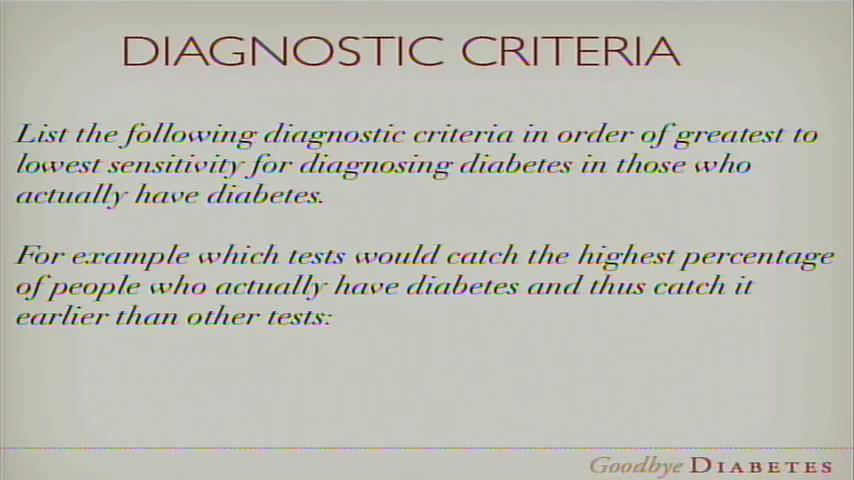 DIAGNOSTIC CRITERIA
List the following diagnostic criteria in order of greatest to
lowest sensitivity for diagnosing diabetes in those who
actually have diabetes.
For example which tests would catch the highest percentage
of people who actually have diabetes and thus catch it
earlier than other tests:
Goodbye DIABETES